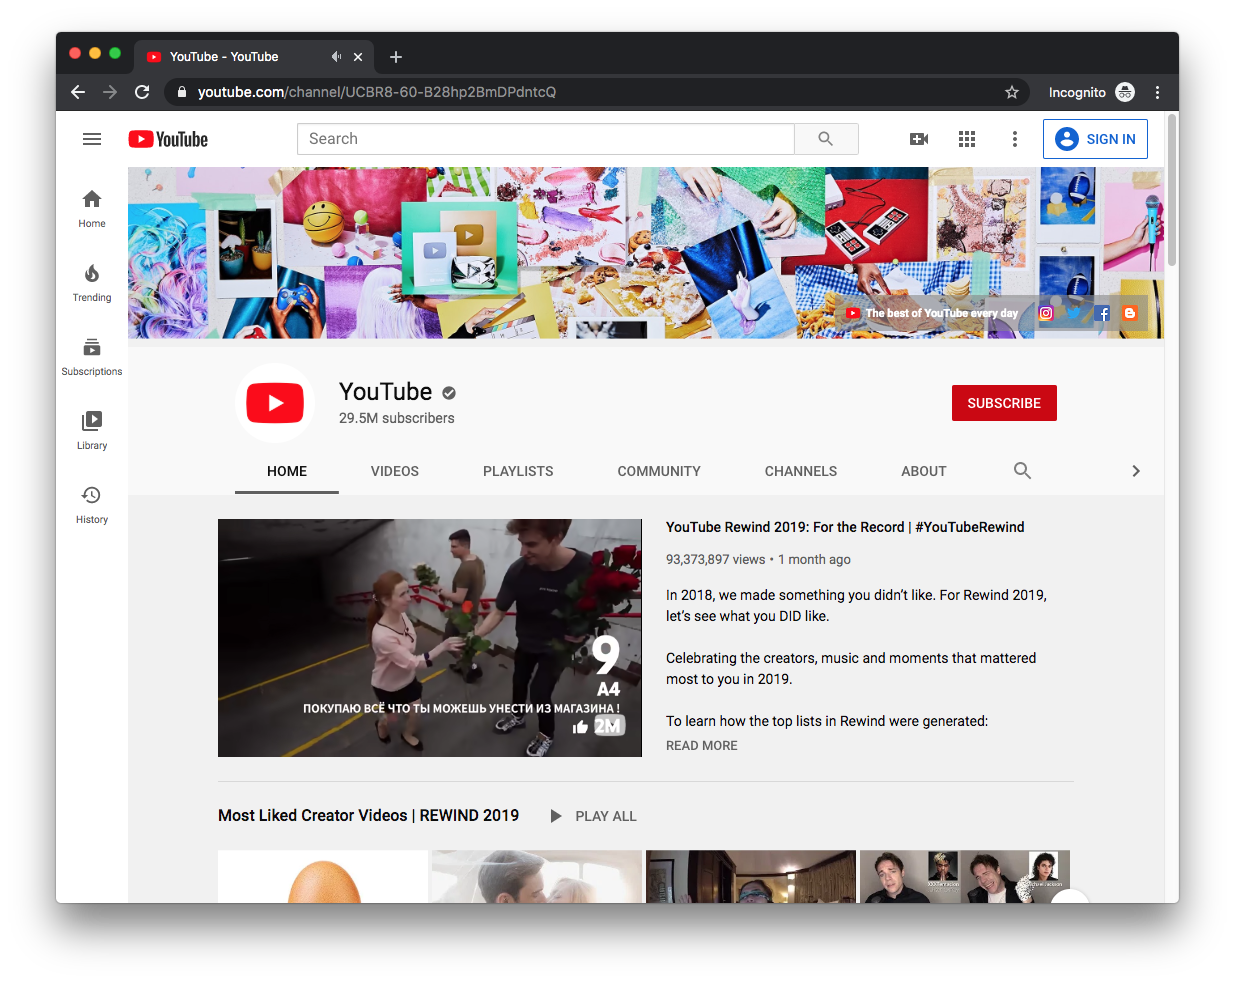 YouTube - YouTube
youtube.com/channel/UCBR8-60-B28hp2BmDPdntcQ
Incognito
YouTube
Search
SIGN IN
Home
Trending
Subscriptions
Library
History
The best of YouTube every day
YouTube
29.5M subscribers
SUBSCRIBE
HOME
VIDEOS
PLAYLISTS
COMMUNITY
CHANNELS
ABOUT
9
A4
ПОКУПАЮ ВСЁ ЧТО ТЫ МОЖЕШЬ УНЕСТИ ИЗ МАГАЗИНА !
2M
YouTube Rewind 2019: For the Record | #YouTubeRewind
93,373,897 views • 1 month ago
In 2018, we made something you didn’t like. For Rewind 2019,
let’s see what you DID like.
Celebrating the creators, music and moments that mattered
most to you in 2019.
To learn how the top lists in Rewind were generated:
READ MORE
Most Liked Creator Videos | REWIND 2019
PLAY ALL
XXXTentacion
Michael Jackson